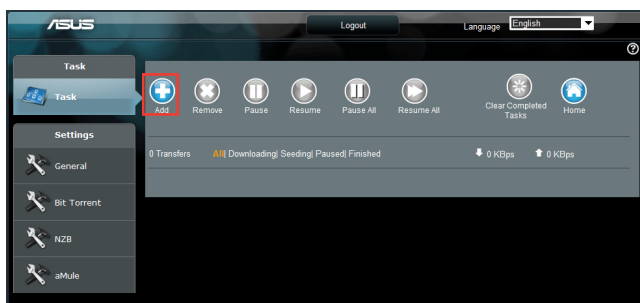 ASUS
Logout
Language English
?
Task
Task
Settings
General
Bit Torrent
NZB
aMule
Add Remove Pause Resume Pause All Resume All Clear Completed Tasks Home
0 Transfers All| Downloading| Seeding| Paused| Finished 0 KBps 0 KBps